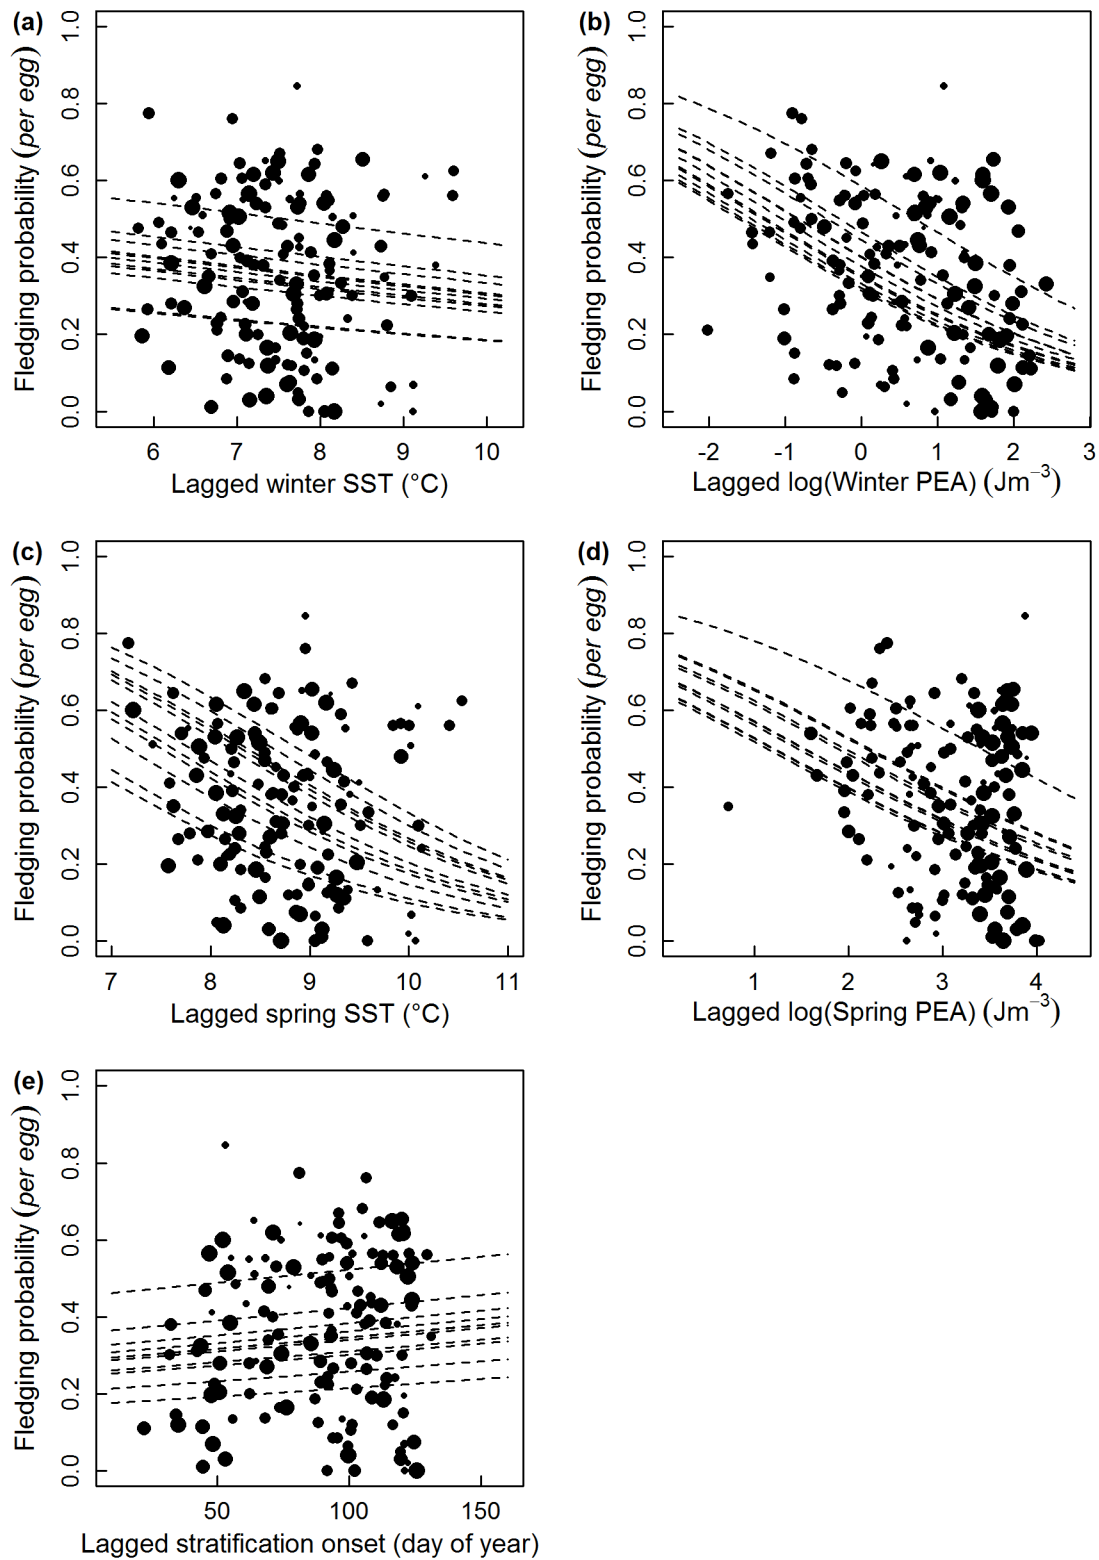 (a)
1.0
0.8
0.6
0.4
0.2
0.0
Fledging probability (per egg)
6 7 8 9 10
Lagged winter SST (°C)
(b)
1.0
0.8
0.6
0.4
0.2
0.0
Fledging probability (per egg)
-2 -1 0 1 2 3
Lagged log(Winter PEA) (Jm⁻³)
(c)
1.0
0.8
0.6
0.4
0.2
0.0
Fledging probability (per egg)
7 8 9 10 11
Lagged spring SST (°C)
(d)
1.0
0.8
0.6
0.4
0.2
0.0
Fledging probability (per egg)
1 2 3 4
Lagged log(Spring PEA) (Jm⁻³)
(e)
1.0
0.8
0.6
0.4
0.2
0.0
Fledging probability (per egg)
50 100 150
Lagged stratification onset (day of year)